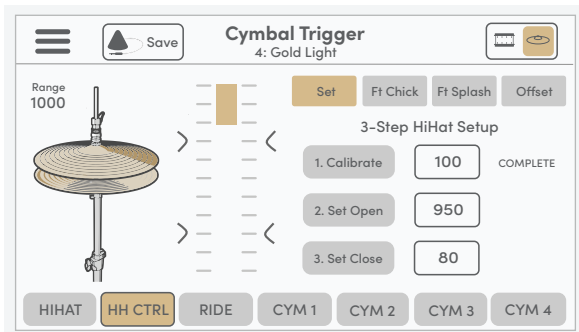 Save
Cymbal Trigger
4: Gold Light
Range
1000
Set
Ft Chick
Ft Splash
Offset
3-Step HiHat Setup
1. Calibrate
100
COMPLETE
2. Set Open
950
3. Set Close
80
HIHAT
HH CTRL
RIDE
CYM 1
CYM 2
CYM 3
CYM 4